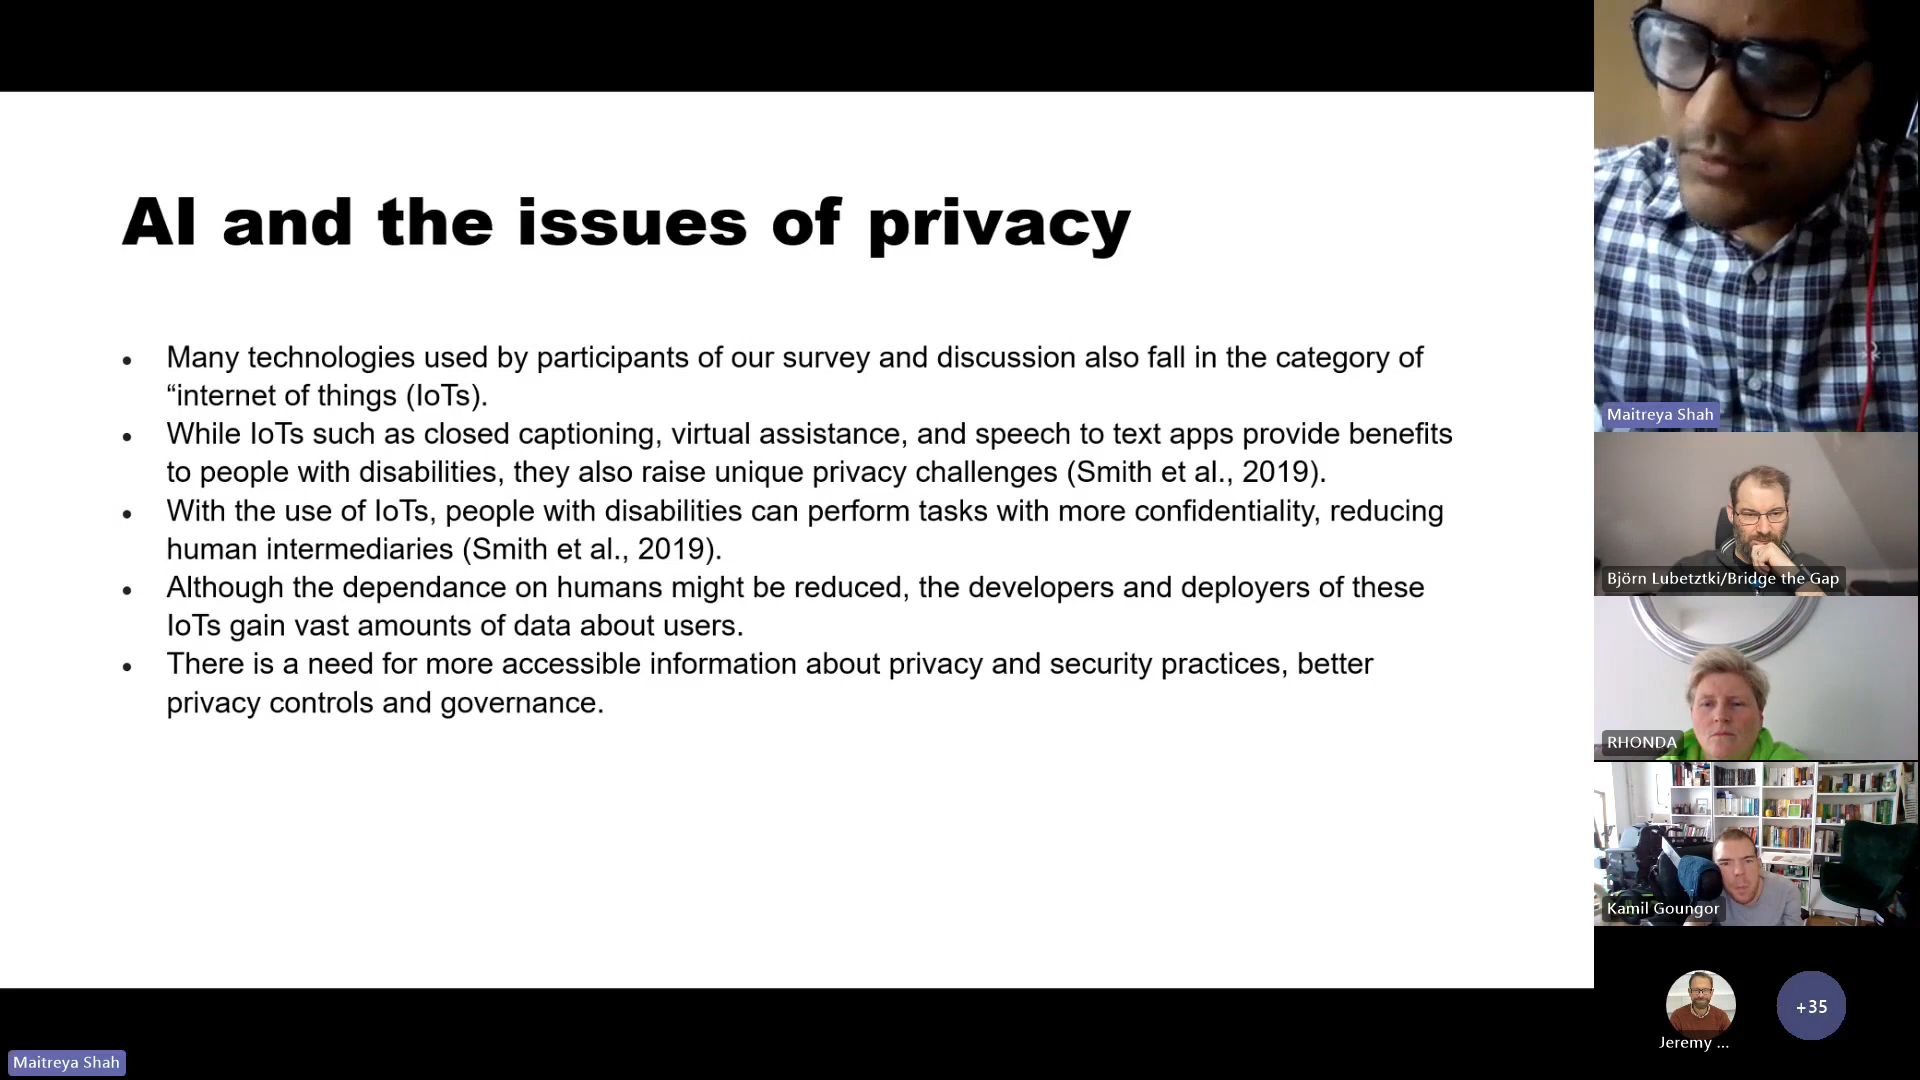 AI and the issues of privacy
• Many technologies used by participants of our survey and discussion also fall in the category of
“internet of things (IoTs).
• While IoTs such as closed captioning, virtual assistance, and speech to text apps provide benefits
to people with disabilities, they also raise unique privacy challenges (Smith et al., 2019).
• With the use of IoTs, people with disabilities can perform tasks with more confidentiality, reducing
human intermediaries (Smith et al., 2019).
• Although the dependance on humans might be reduced, the developers and deployers of these
IoTs gain vast amounts of data about users.
• There is a need for more accessible information about privacy and security practices, better
privacy controls and governance.
Maitreya Shah
Björn Lubetztki/Bridge the Gap
RHONDA
Kamil Goungor
+35
Jeremy ...
Maitreya Shah